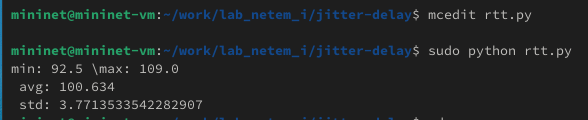 mininet@mininet-vm:~/work/lab_netem_i/jitter-delay$ mcedit rtt.py
mininet@mininet-vm:~/work/lab_netem_i/jitter-delay$ sudo python rtt.py
min: 92.5 \max: 109.0
 avg: 100.634
 std: 3.7713533542282907